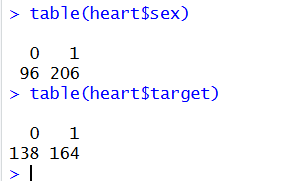 > table(heart$sex)
0 1
96 206
> table(heart$target)
0 1
138 164
>